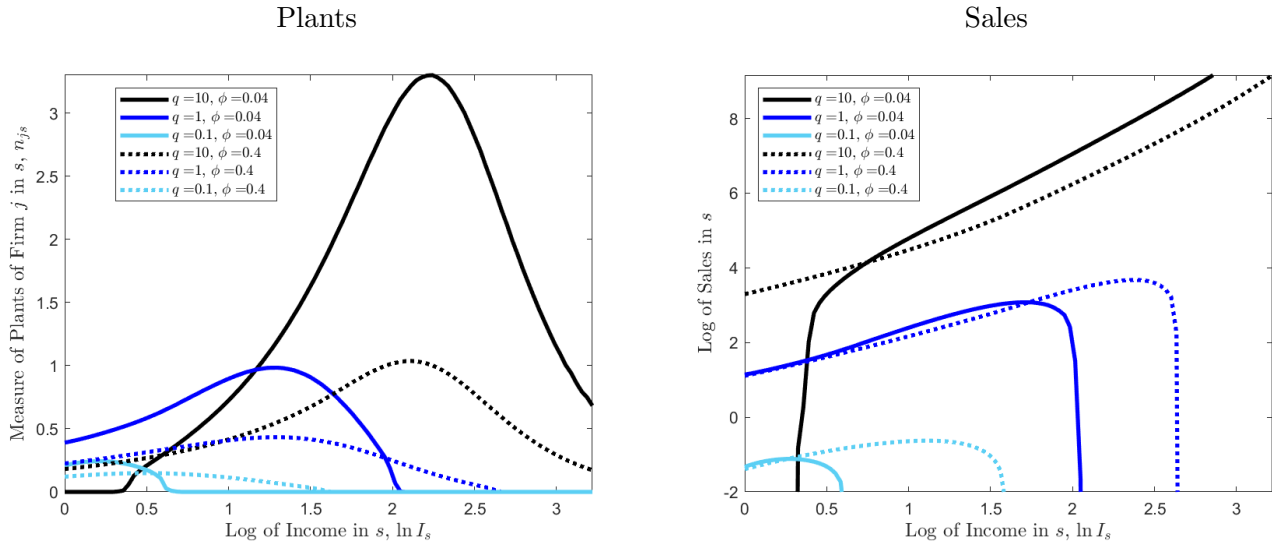 Plants
Sales
q =10, ϕ =0.04
q =1, ϕ =0.04
q =0.1, ϕ =0.04
q =10, ϕ =0.4
q =1, ϕ =0.4
q =0.1, ϕ =0.4
Measure of Plants of Firm j in s, n_{js}
3
2.5
2
1.5
1
0.5
0
0
0.5
1
1.5
2
2.5
3
Log of Income in s, ln I_s
q =10, ϕ =0.04
q =1, ϕ =0.04
q =0.1, ϕ =0.04
q =10, ϕ =0.4
q =1, ϕ =0.4
q =0.1, ϕ =0.4
Log of Sales in s
8
6
4
2
0
-2
0
0.5
1
1.5
2
2.5
3
Log of Income in s, ln I_s